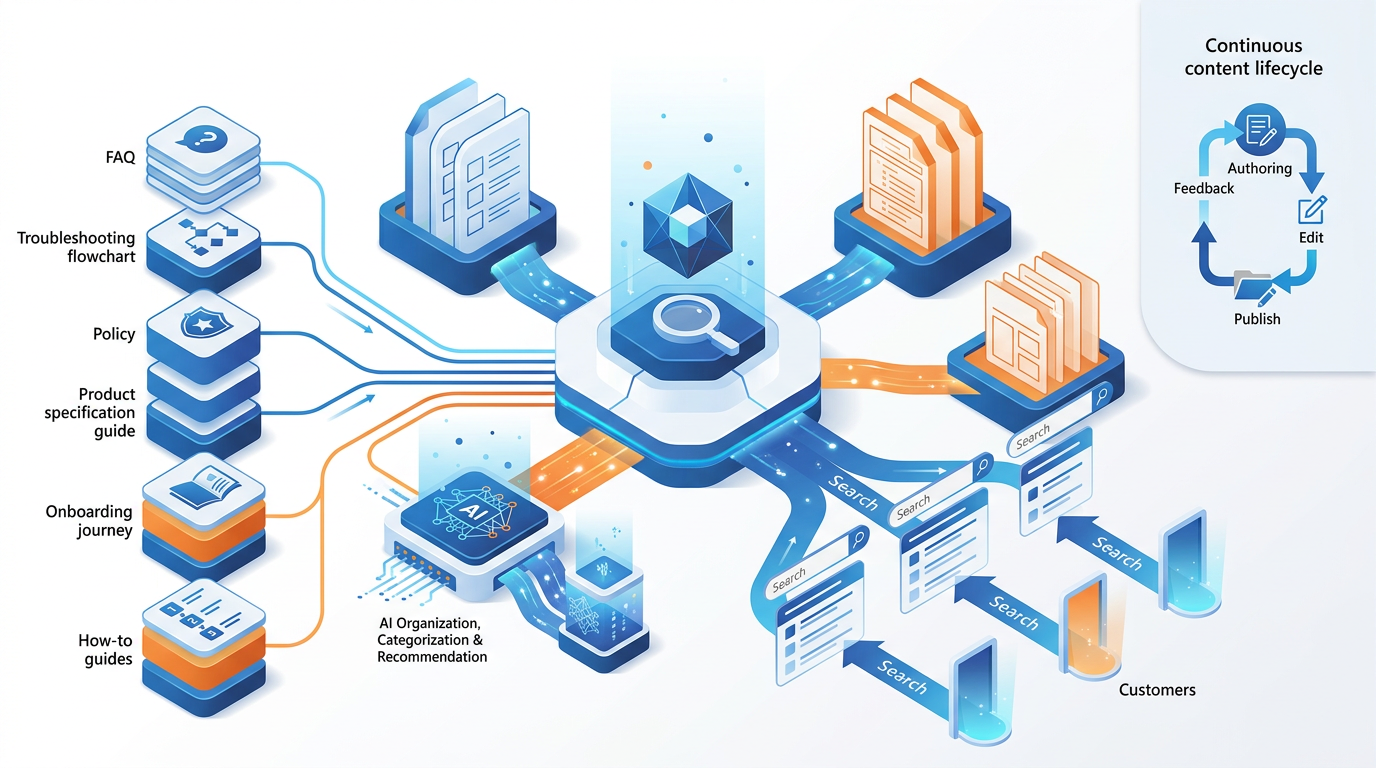 Continuous
content lifecycle
Authoring
Feedback
Edit
Publish
FAQ
Troubleshooting
flowchart
Policy
Product
specification
guide
Onboarding
journey
How-to
guides
AI
AI Organization,
Categorization &
Recommendation
Search
Search
Search
Search
Search
Search
Search
Customers